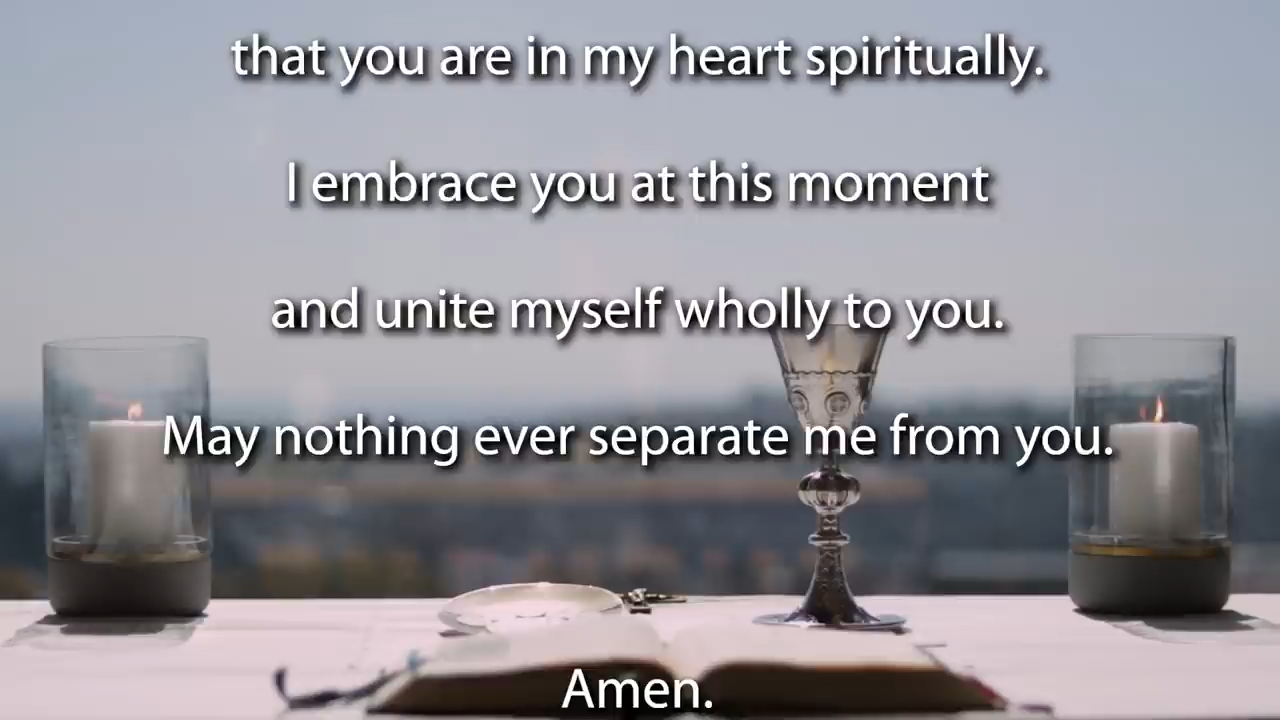 that you are in my heart spiritually.
I embrace you at this moment
and unite myself wholly to you.
May nothing ever separate me from you.
Amen.